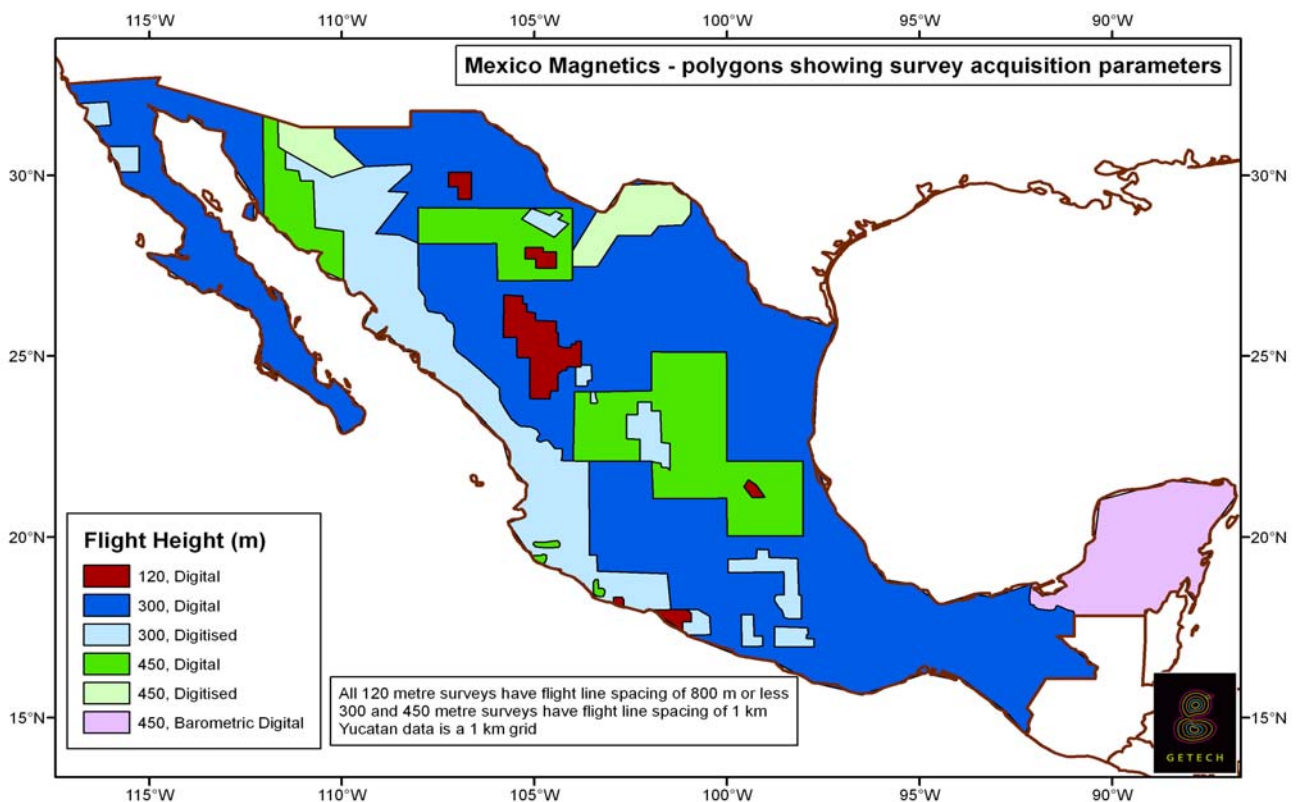 115°W 110°W 105°W 100°W 95°W 90°W
Mexico Magnetics - polygons showing survey acquisition parameters
30°N 30°N
25°N 25°N
20°N 20°N
15°N 15°N
Flight Height (m)
120, Digital
300, Digital
300, Digitised
450, Digital
450, Digitised
450, Barometric Digital
All 120 metre surveys have flight line spacing of 800 m or less
300 and 450 metre surveys have flight line spacing of 1 km
Yucatan data is a 1 km grid
GETECH
115°W 110°W 105°W 100°W 95°W 90°W